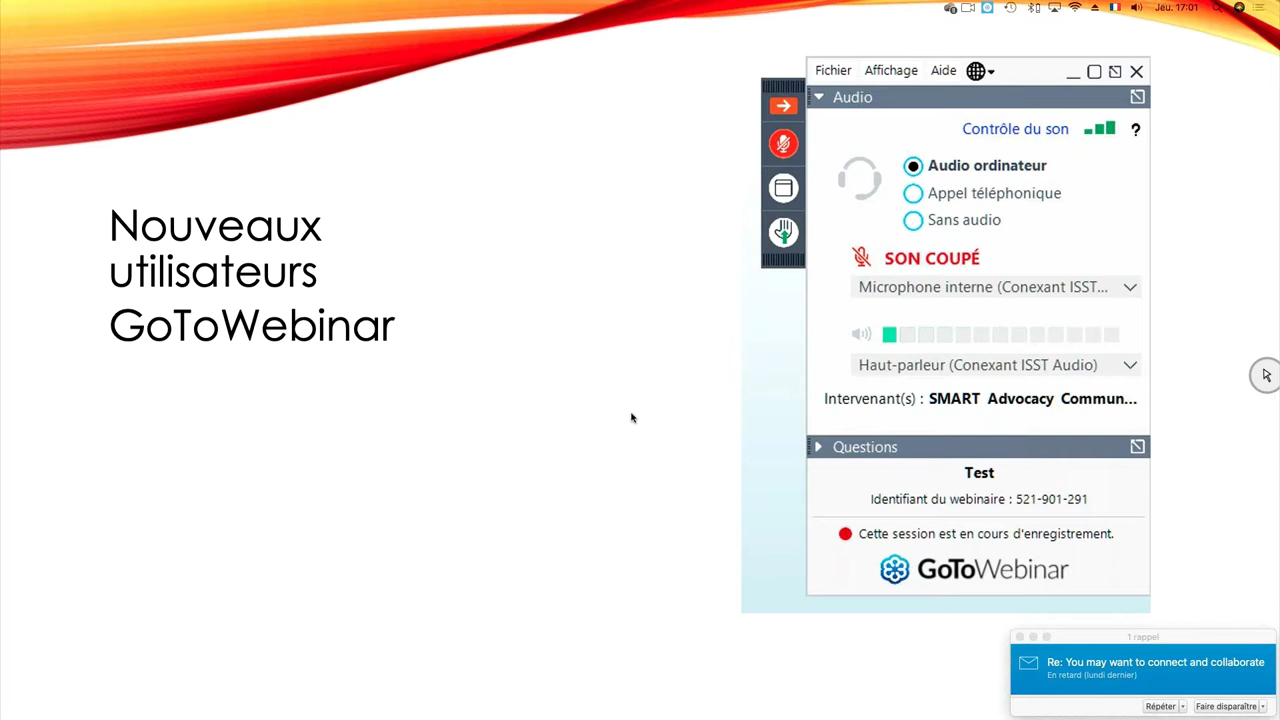 Jeu. 17:01
Fichier Affichage Aide
Audio
Contrôle du son ?
Audio ordinateur
Appel téléphonique
Sans audio
Nouveaux
utilisateurs
GoToWebinar
SON COUPÉ
Microphone interne (Conexant ISST...
Haut-parleur (Conexant ISST Audio)
Intervenant(s) : SMART Advocacy Commun...
Questions
Test
Identifiant du webinaire : 521-901-291
Cette session est en cours d'enregistrement.
GoToWebinar
1 rappel
Re: You may want to connect and collaborate
En retard (lundi dernier)
Répéter Faire disparaître